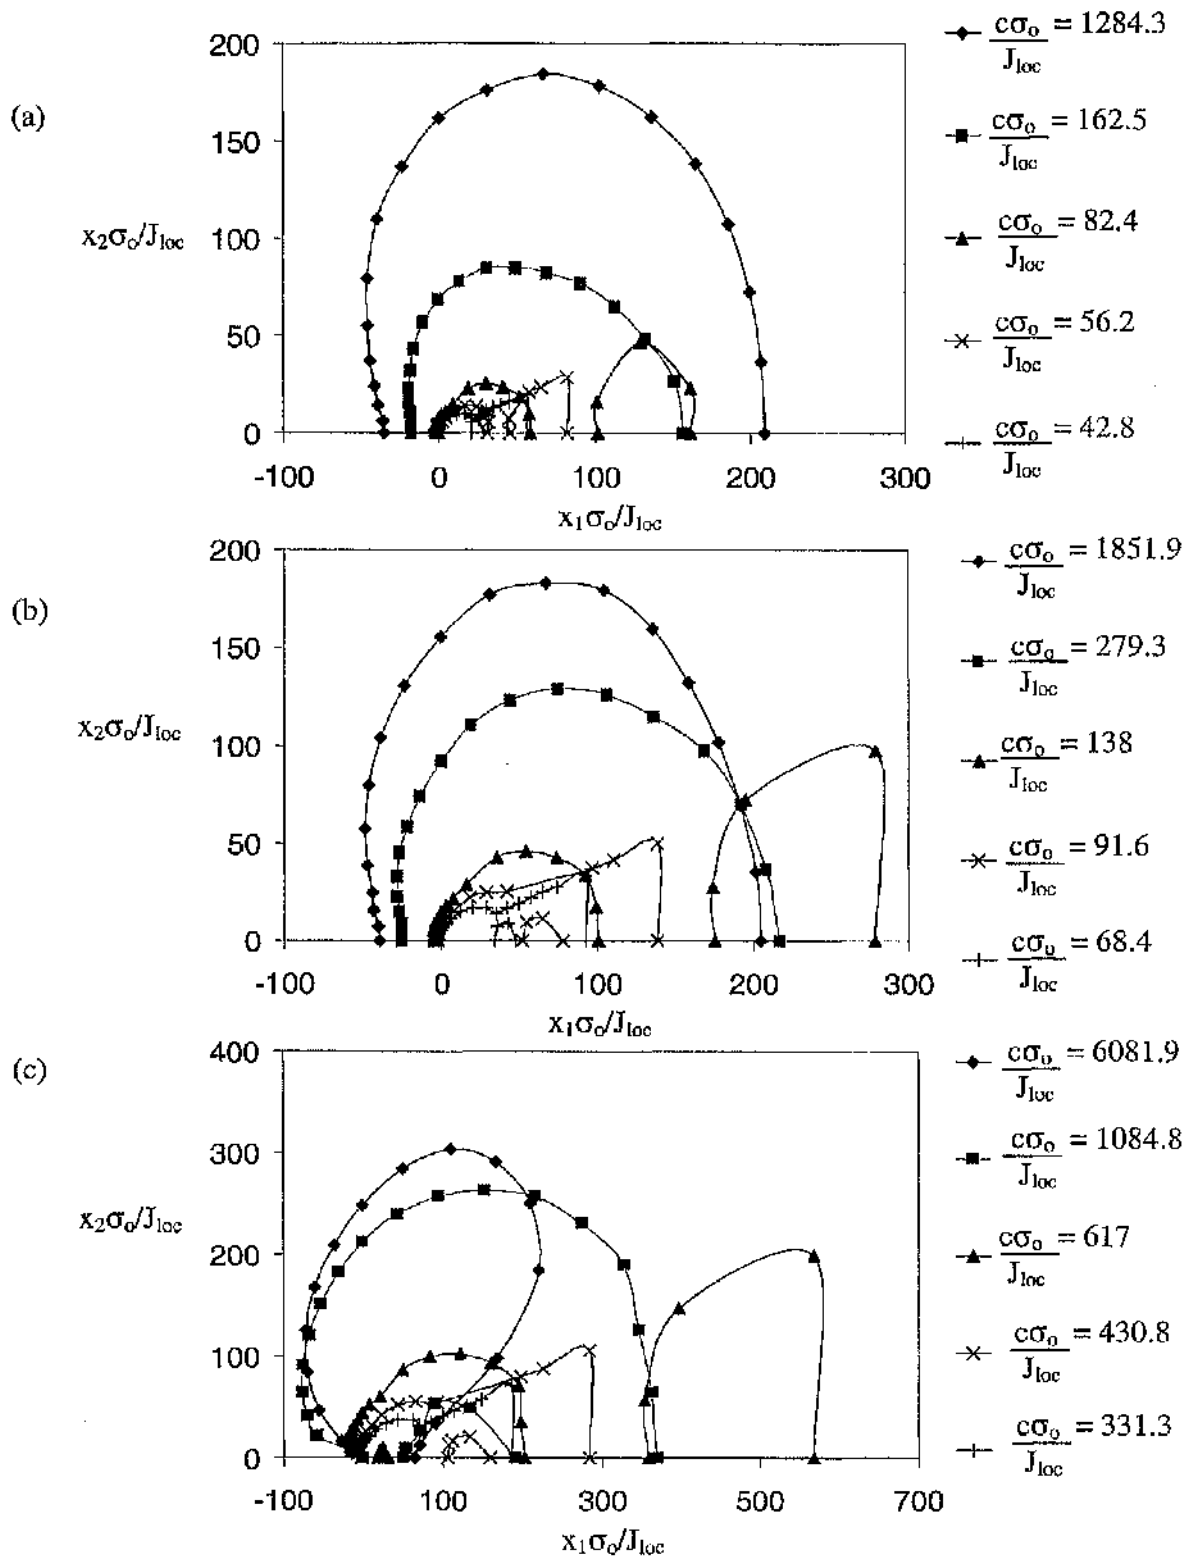 (a)
x₂σₒ/Jloc
200
150
100
50
0
-100 0 100 200 300
x₁σₒ/Jloc
cσₒ/Jloc = 1284.3
cσₒ/Jloc = 162.5
cσₒ/Jloc = 82.4
cσₒ/Jloc = 56.2
cσₒ/Jloc = 42.8
(b)
x₂σₒ/Jloc
200
150
100
50
0
-100 0 100 200 300
x₁σₒ/Jloc
cσₒ/Jloc = 1851.9
cσₒ/Jloc = 279.3
cσₒ/Jloc = 138
cσₒ/Jloc = 91.6
cσₒ/Jloc = 68.4
(c)
x₂σₒ/Jloc
400
300
200
100
0
-100 100 300 500 700
x₁σₒ/Jloc
cσₒ/Jloc = 6081.9
cσₒ/Jloc = 1084.8
cσₒ/Jloc = 617
cσₒ/Jloc = 430.8
cσₒ/Jloc = 331.3